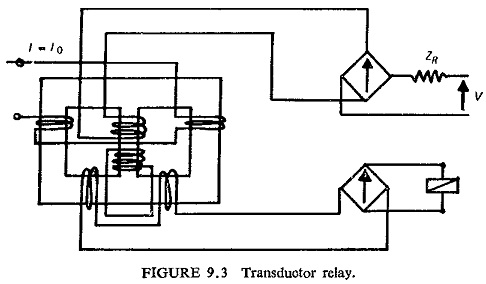 I = I₀
Z_R
V
FIGURE 9.3 Transductor relay.